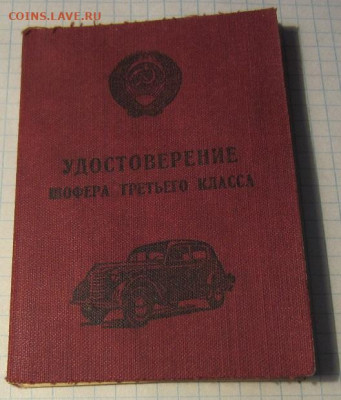 COINS.LAVE.RU
УДОСТОВЕРЕНИЕ
ШОФЕРА ТРЕТЬЕГО КЛАССА